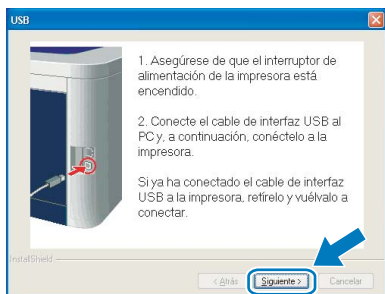 USB
1. Asegúrese de que el interruptor de
alimentación de la impresora está
encendido.
2. Conecte el cable de interfaz USB al
PC y, a continuación, conéctelo a la
impresora.
Si ya ha conectado el cable de interfaz
USB a la impresora, retírelo y vuélvalo a
conectar.
InstallShield
< Atrás Siguiente > Cancelar